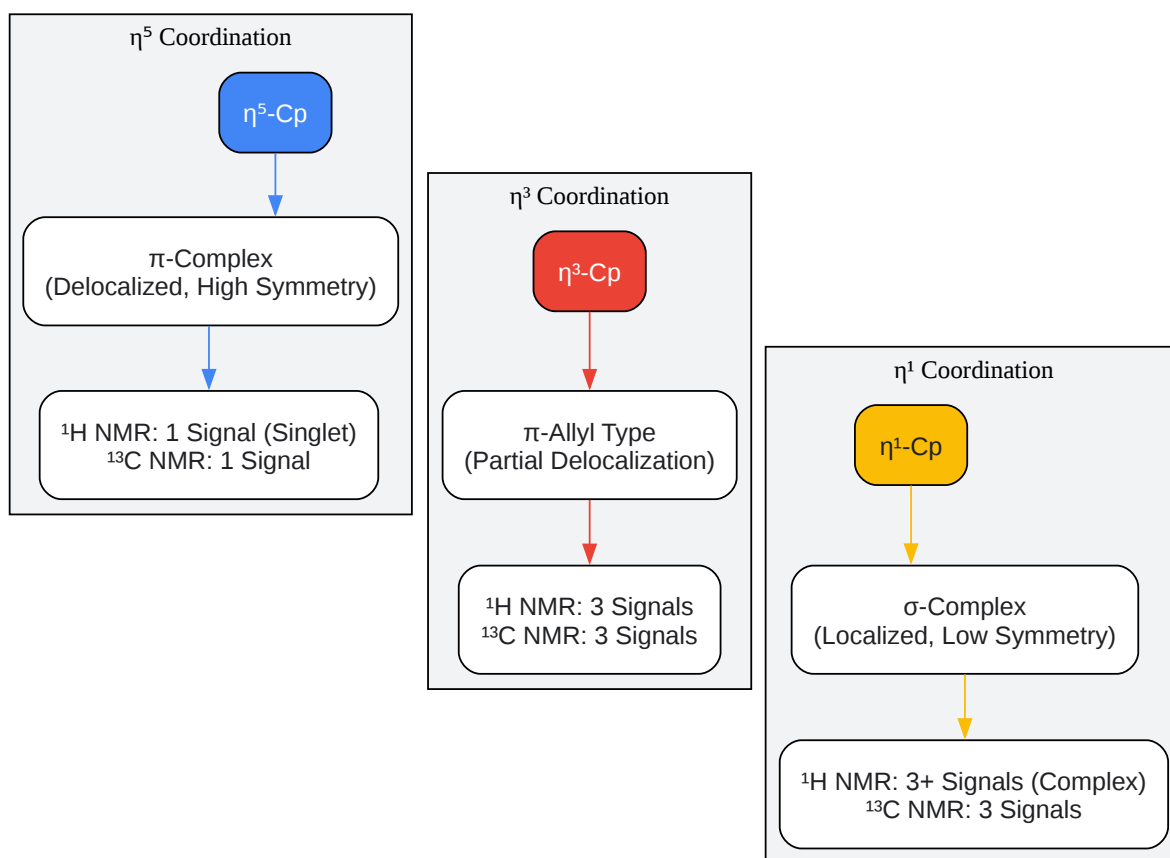 η⁵ Coordination
η⁵-Cp
π-Complex
(Delocalized, High Symmetry)
¹H NMR: 1 Signal (Singlet)
¹³C NMR: 1 Signal
η³ Coordination
η³-Cp
π-Allyl Type
(Partial Delocalization)
¹H NMR: 3 Signals
¹³C NMR: 3 Signals
η¹ Coordination
η¹-Cp
σ-Complex
(Localized, Low Symmetry)
¹H NMR: 3+ Signals (Complex)
¹³C NMR: 3 Signals